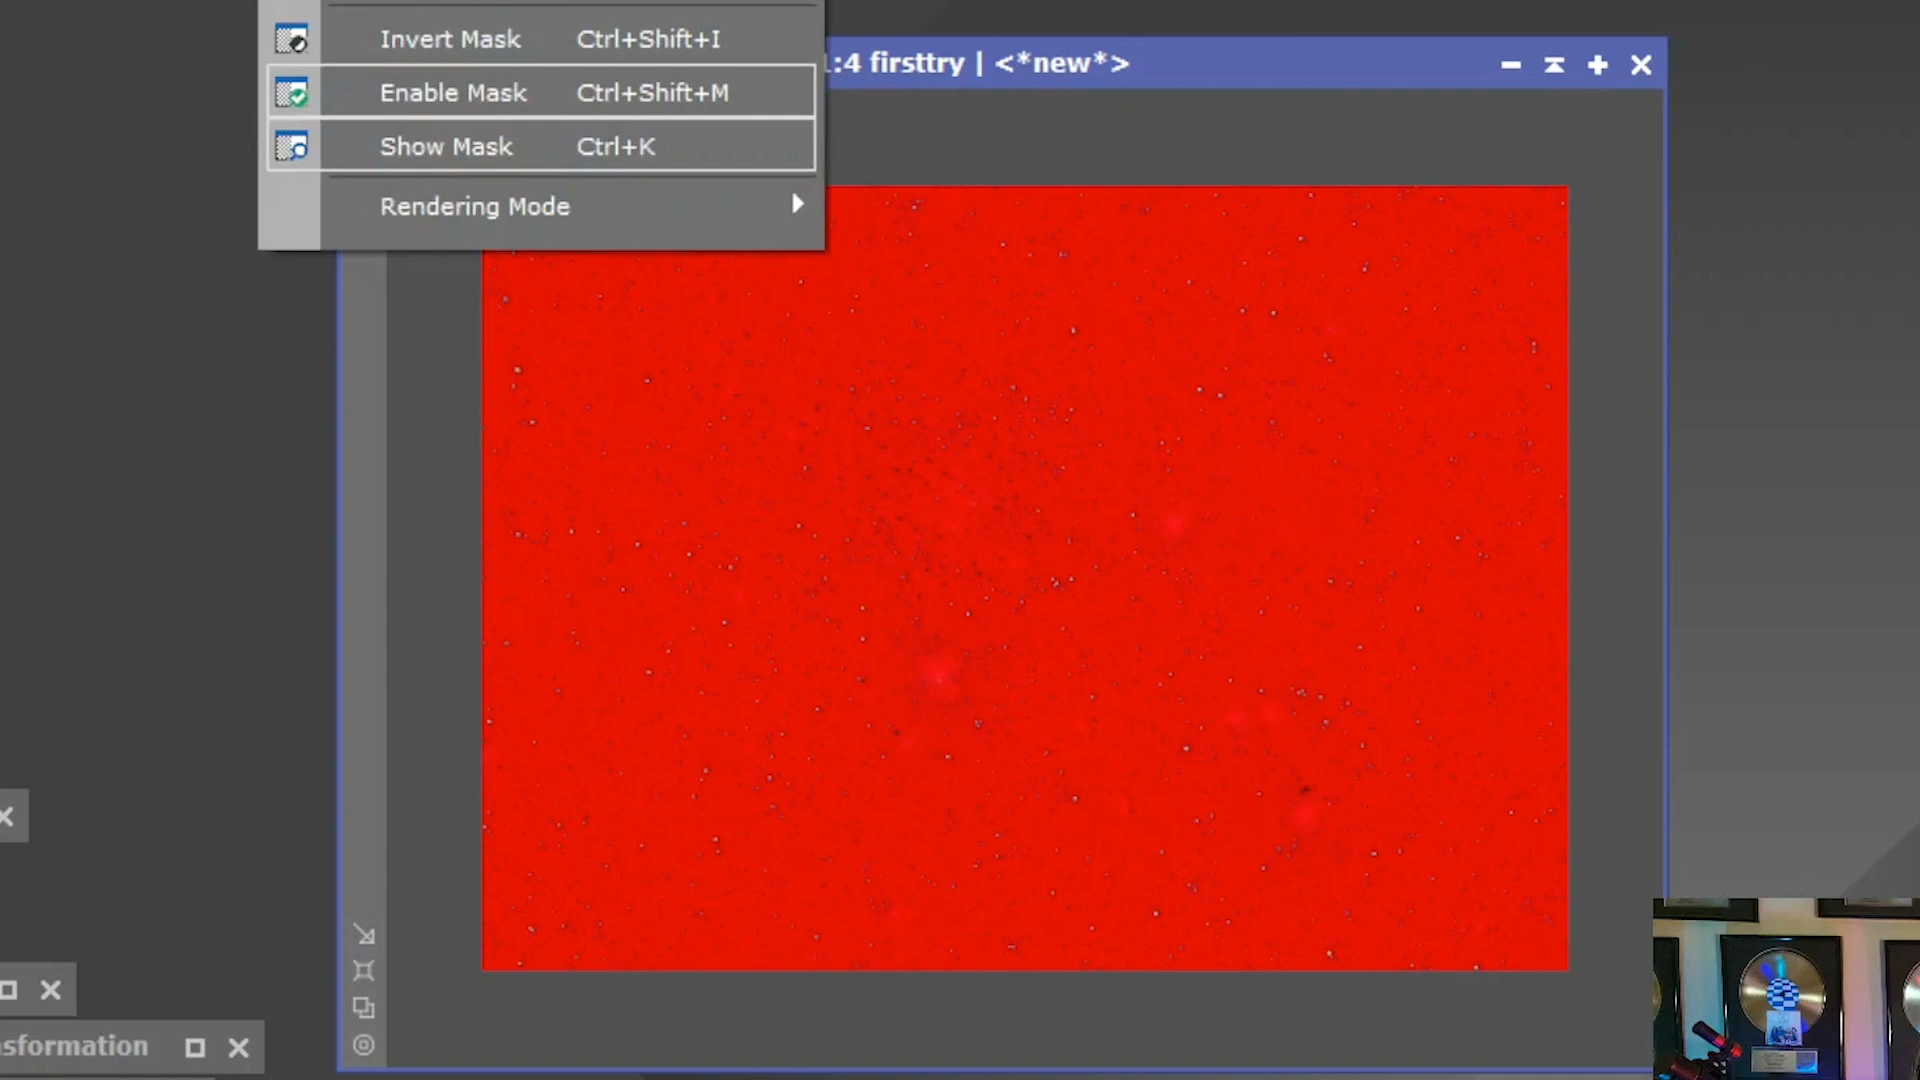 Invert Mask Ctrl+Shift+I
:4 firsttry | <*new*>
Enable Mask Ctrl+Shift+M
Show Mask Ctrl+K
Rendering Mode
sformation